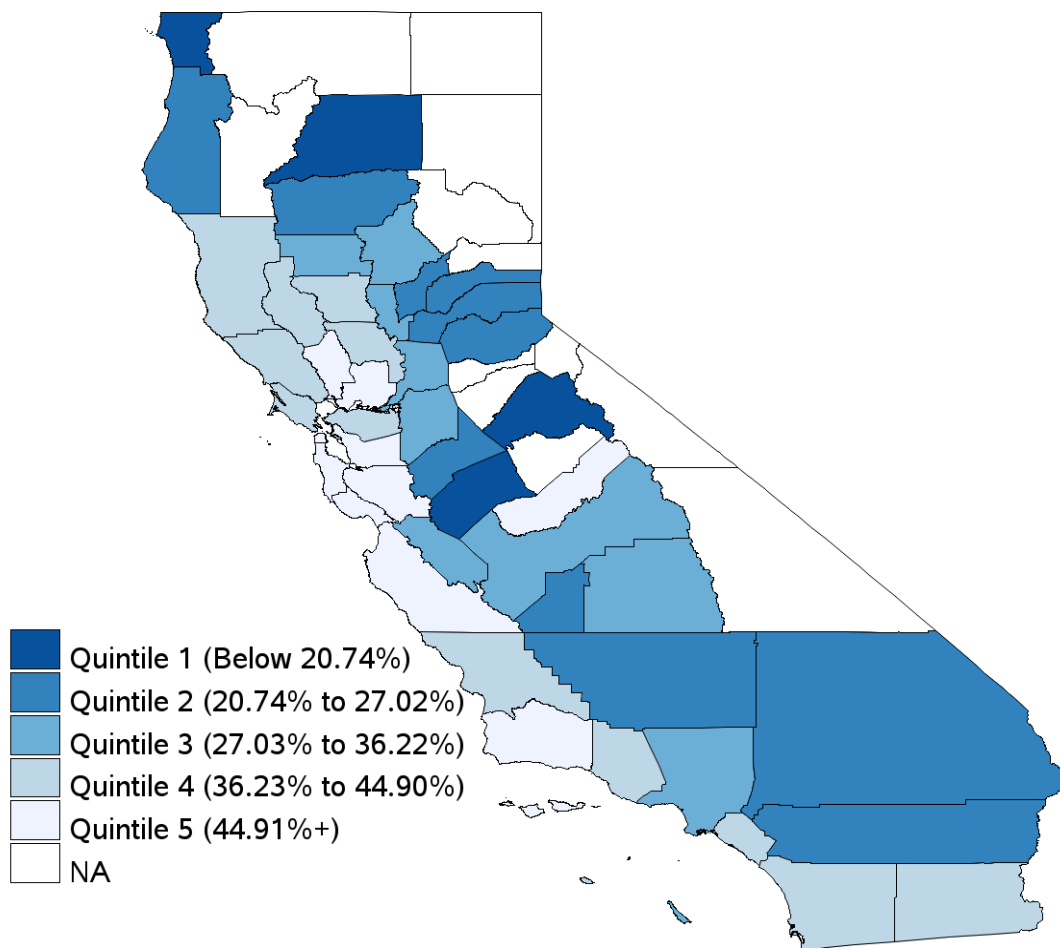 Quintile 1 (Below 20.74%)
Quintile 2 (20.74% to 27.02%)
Quintile 3 (27.03% to 36.22%)
Quintile 4 (36.23% to 44.90%)
Quintile 5 (44.91%+)
NA